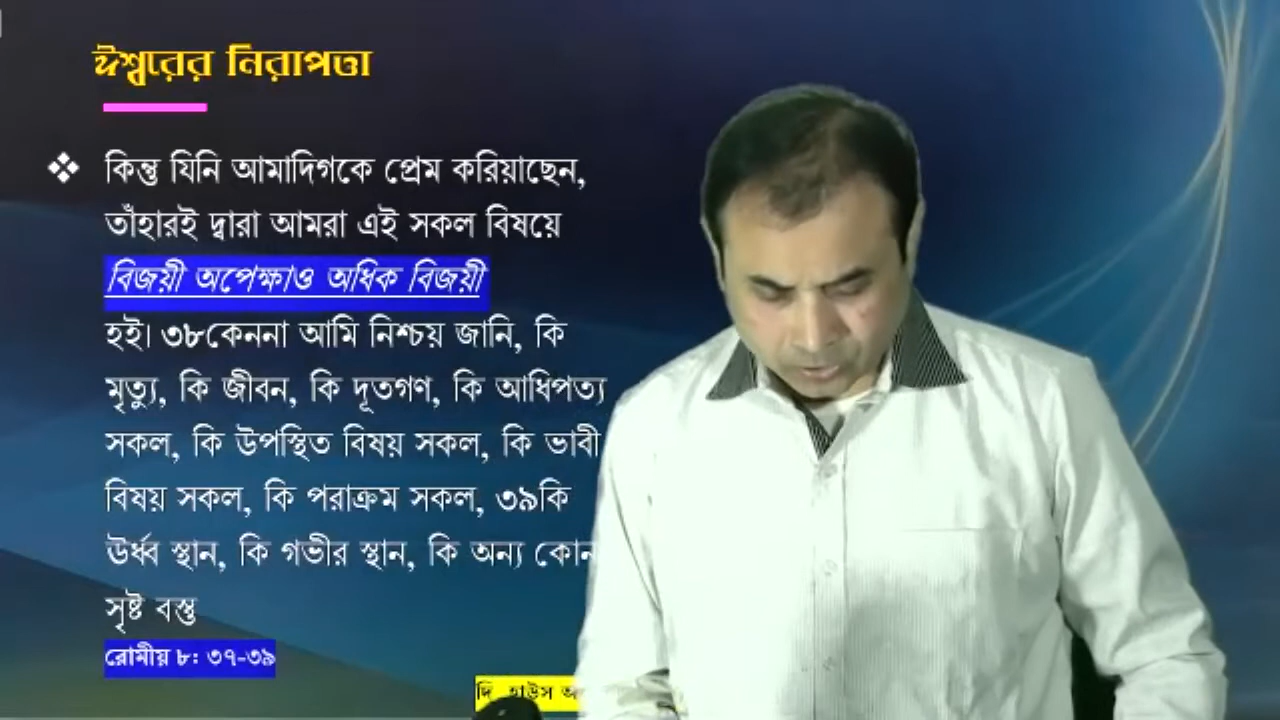 ঈশ্বরের নিরাপত্তা
কিন্তু যিনি আমাদিগকে প্রেম করিয়াছেন,
তাঁহারই দ্বারা আমরা এই সকল বিষয়ে
বিজয়ী অপেক্ষাও অধিক বিজয়ী
হই। ৩৮কেননা আমি নিশ্চয় জানি, কি
মৃত্যু, কি জীবন, কি দূতগণ, কি আধিপত্য
সকল, কি উপস্থিত বিষয় সকল, কি ভাবী
বিষয় সকল, কি পরাক্রম সকল, ৩৯কি
ঊর্ধ্ব স্থান, কি গভীর স্থান, কি অন্য কোন
সৃষ্ট বস্তু
রোমীয় ৮: ৩৭-৩৯
দি হাউস